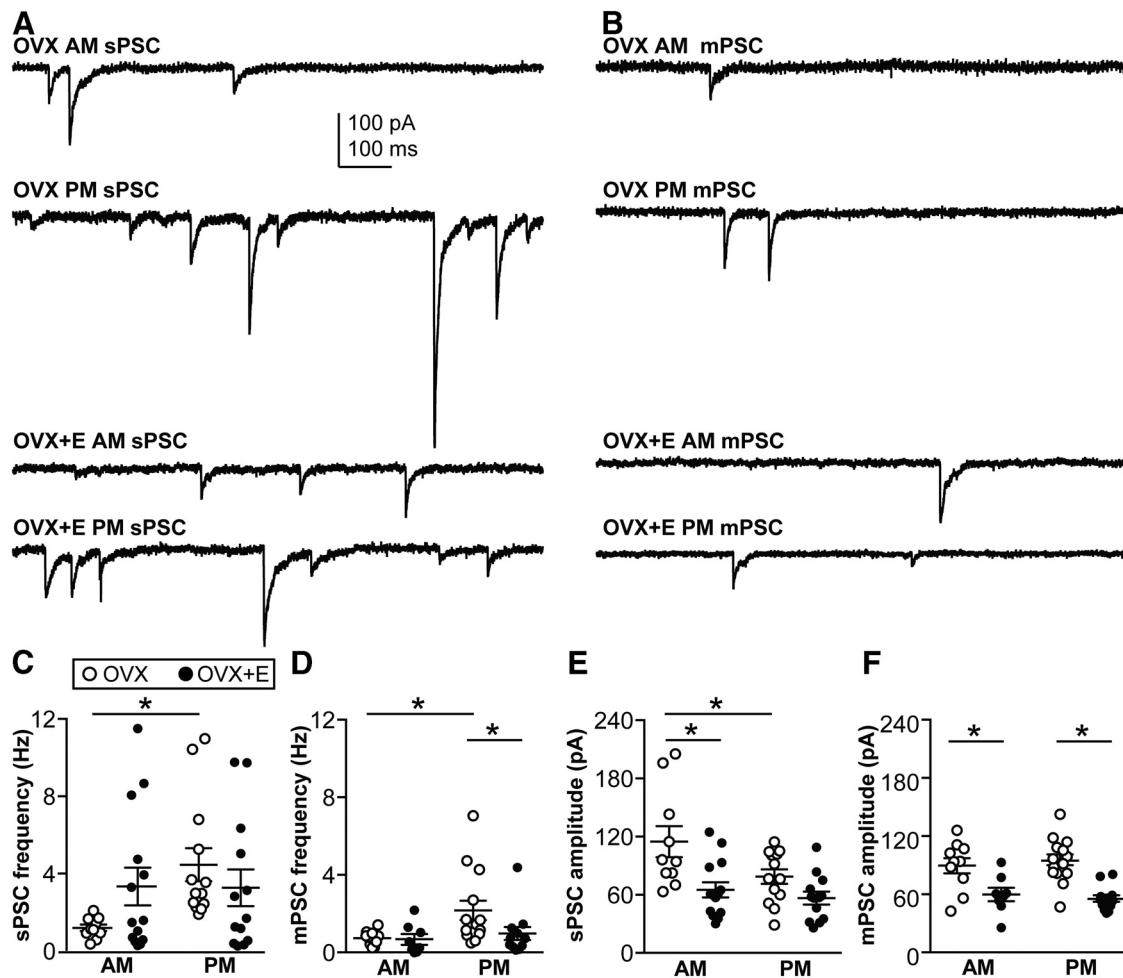 A
B
OVX AM sPSC
OVX AM mPSC
100 pA
100 ms
OVX PM sPSC
OVX PM mPSC
OVX+E AM sPSC
OVX+E AM mPSC
OVX+E PM sPSC
OVX+E PM mPSC
C
OVX
OVX+E
sPSC frequency (Hz)
12
8
4
0
*
AM
PM
D
mPSC frequency (Hz)
12
8
4
0
*
*
AM
PM
E
sPSC amplitude (pA)
240
180
120
60
0
*
*
AM
PM
F
mPSC amplitude (pA)
240
180
120
60
0
*
*
AM
PM